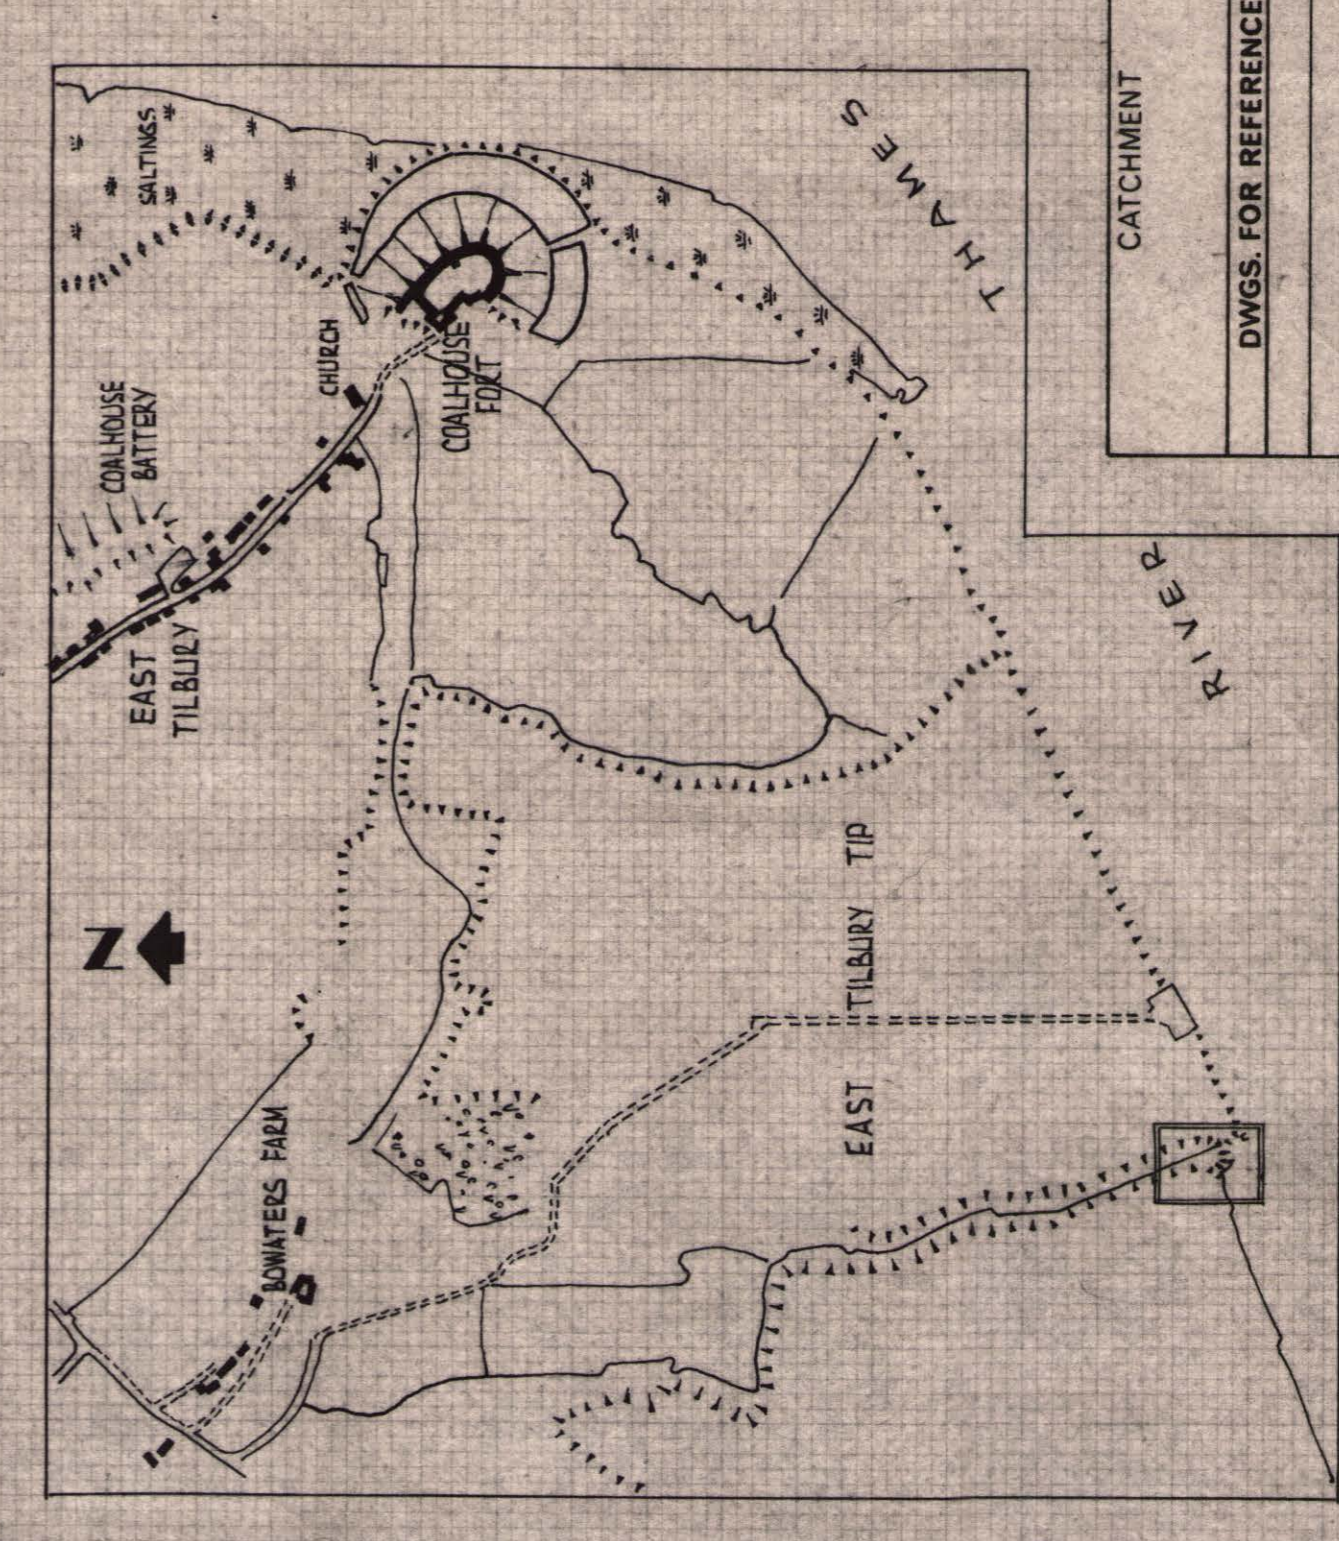 SALTINGS
COALHOUSE
BATTERY
CHURCH
COALHOUSE
FORT
EAST
TILBURY
N
BOWATERS FARM
EAST TILBURY TIP
RIVER THAMES
CATCHMENT
DWGS. FOR REFERENCE